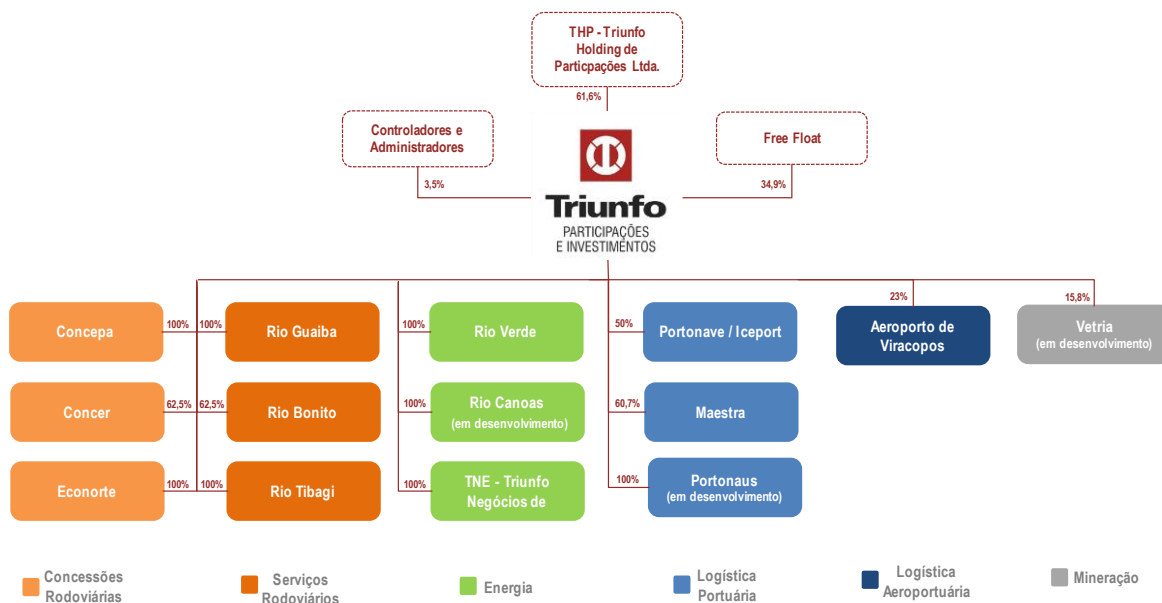 THP - Triunfo
Holding de
Particpações Ltda.
61,6%
Controladores e
Administradores
3,5%
Free Float
34,9%
Triunfo
PARTICIPAÇÕES
E INVESTIMENTOS
Concepa
100%
100%
Rio Guaiba
100%
Rio Verde
50%
Portonave / Iceport
23%
Aeroporto de
Viracopos
15,8%
Vetria
(em desenvolvimento)
Concer
62,5%
62,5%
Rio Bonito
100%
Rio Canoas
(em desenvolvimento)
60,7%
Maestra
Econorte
100%
100%
Rio Tibagi
100%
TNE - Triunfo
Negócios de
100%
Portonaus
(em desenvolvimento)
Concessões
Rodoviárias
Serviços
Rodoviários
Energia
Logística
Portuária
Logística
Aeroportuária
Mineração